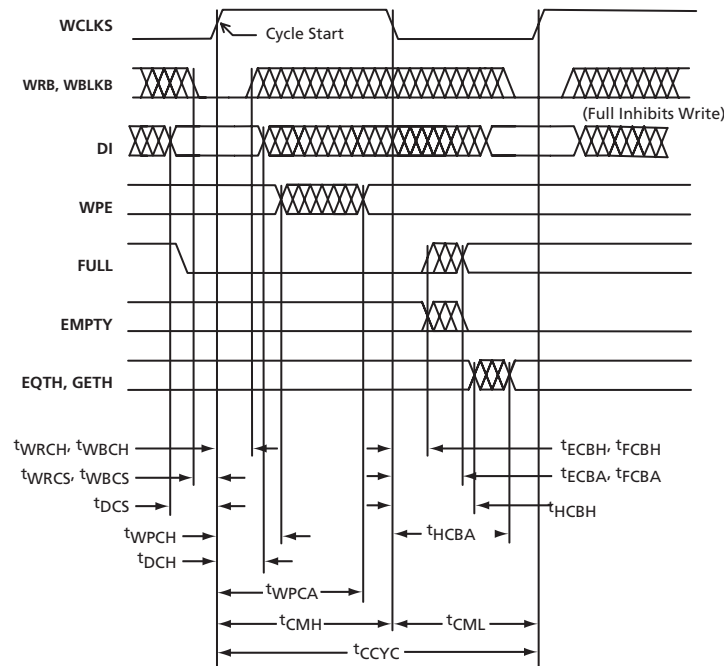 WCLKS
Cycle Start
WRB, WBLKB
(Full Inhibits Write)
DI
WPE
FULL
EMPTY
EQTH, GETH
tWRCH, tWBCH
tECBH, tFCBH
tWRCS, tWBCS
tECBA, tFCBA
tDCS
tHCBH
tWPCH
tHCBA
tDCH
tWPCA
tCMH
tCML
tCCYC